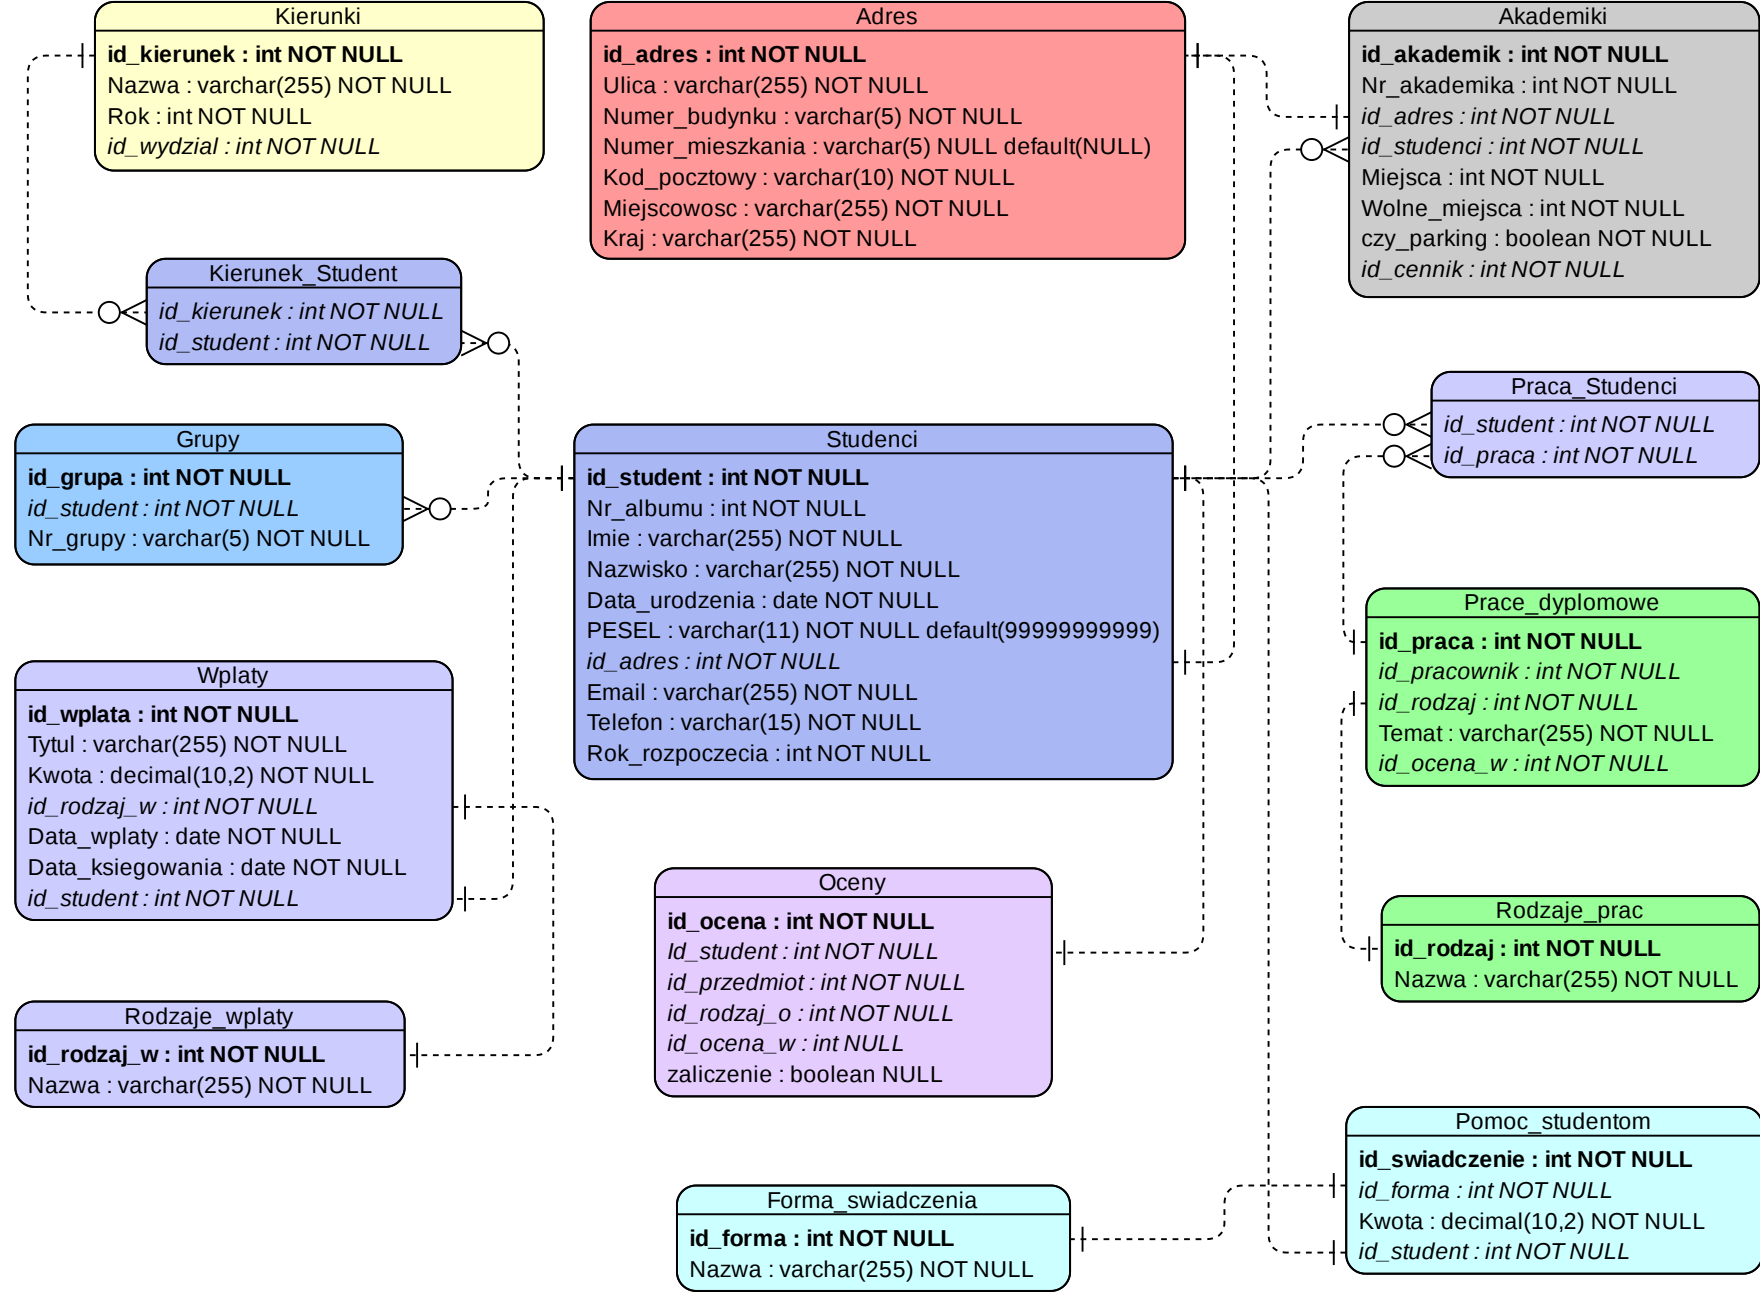 Kierunki
id_kierunek : int NOT NULL
Nazwa : varchar(255) NOT NULL
Rok : int NOT NULL
id_wydzial : int NOT NULL
Adres
id_adres : int NOT NULL
Ulica : varchar(255) NOT NULL
Numer_budynku : varchar(5) NOT NULL
Numer_mieszkania : varchar(5) NULL default(NULL)
Kod_pocztowy : varchar(10) NOT NULL
Miejscowosc : varchar(255) NOT NULL
Kraj : varchar(255) NOT NULL
Akademiki
id_akademik : int NOT NULL
Nr_akademika : int NOT NULL
id_adres : int NOT NULL
id_studenci : int NOT NULL
Miejsca : int NOT NULL
Wolne_miejsca : int NOT NULL
czy_parking : boolean NOT NULL
id_cennik : int NOT NULL
Kierunek_Student
id_kierunek : int NOT NULL
id_student : int NOT NULL
Praca_Studenci
id_student : int NOT NULL
id_praca : int NOT NULL
Grupy
id_grupa : int NOT NULL
id_student : int NOT NULL
Nr_grupy : varchar(5) NOT NULL
Studenci
id_student : int NOT NULL
Nr_albumu : int NOT NULL
Imie : varchar(255) NOT NULL
Nazwisko : varchar(255) NOT NULL
Data_urodzenia : date NOT NULL
PESEL : varchar(11) NOT NULL default(99999999999)
id_adres : int NOT NULL
Email : varchar(255) NOT NULL
Telefon : varchar(15) NOT NULL
Rok_rozpoczecia : int NOT NULL
Prace_dyplomowe
id_praca : int NOT NULL
id_pracownik : int NOT NULL
id_rodzaj : int NOT NULL
Temat : varchar(255) NOT NULL
id_ocena_w : int NOT NULL
Wplaty
id_wplata : int NOT NULL
Tytul : varchar(255) NOT NULL
Kwota : decimal(10,2) NOT NULL
id_rodzaj_w : int NOT NULL
Data_wplaty : date NOT NULL
Data_ksiegowania : date NOT NULL
id_student : int NOT NULL
Oceny
id_ocena : int NOT NULL
Id_student : int NOT NULL
id_przedmiot : int NOT NULL
id_rodzaj_o : int NOT NULL
id_ocena_w : int NULL
zaliczenie : boolean NULL
Rodzaje_prac
id_rodzaj : int NOT NULL
Nazwa : varchar(255) NOT NULL
Rodzaje_wplaty
id_rodzaj_w : int NOT NULL
Nazwa : varchar(255) NOT NULL
Pomoc_studentom
id_swiadczenie : int NOT NULL
id_forma : int NOT NULL
Kwota : decimal(10,2) NOT NULL
id_student : int NOT NULL
Forma_swiadczenia
id_forma : int NOT NULL
Nazwa : varchar(255) NOT NULL